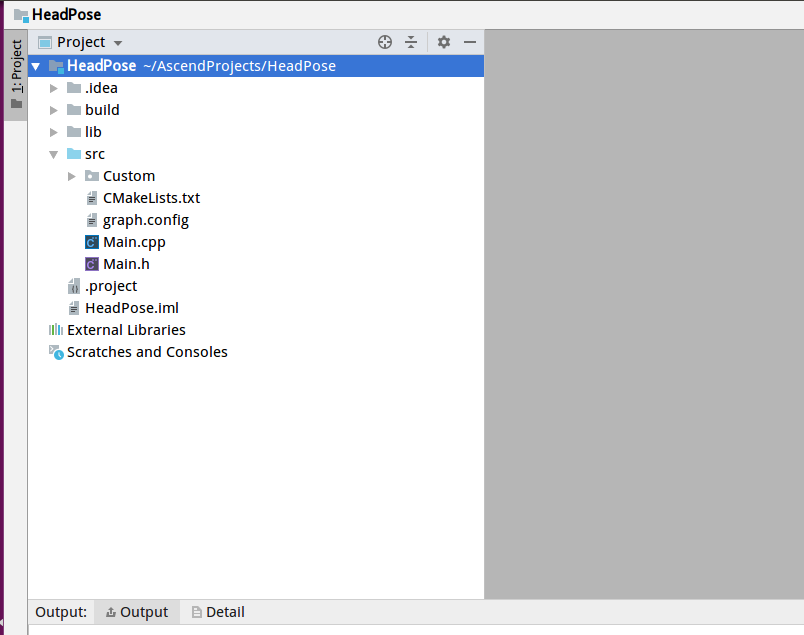 HeadPose
1: Project
Project
HeadPose ~/AscendProjects/HeadPose
.idea
build
lib
src
Custom
CMakeLists.txt
graph.config
Main.cpp
Main.h
.project
HeadPose.iml
External Libraries
Scratches and Consoles
Output: Output Detail